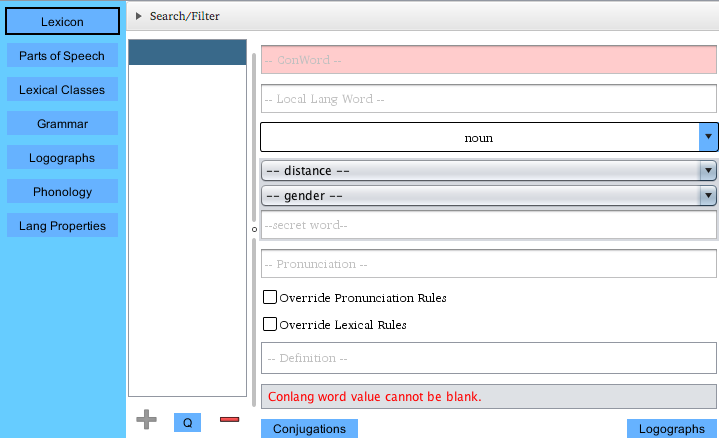 Lexicon
Parts of Speech
Lexical Classes
Grammar
Logographs
Phonology
Lang Properties
Search/Filter
-- ConWord --
-- Local Lang Word --
noun
-- distance --
-- gender --
--secret word--
-- Pronunciation --
Override Pronunciation Rules
Override Lexical Rules
-- Definition --
Conlang word value cannot be blank.
Q
Conjugations
Logographs